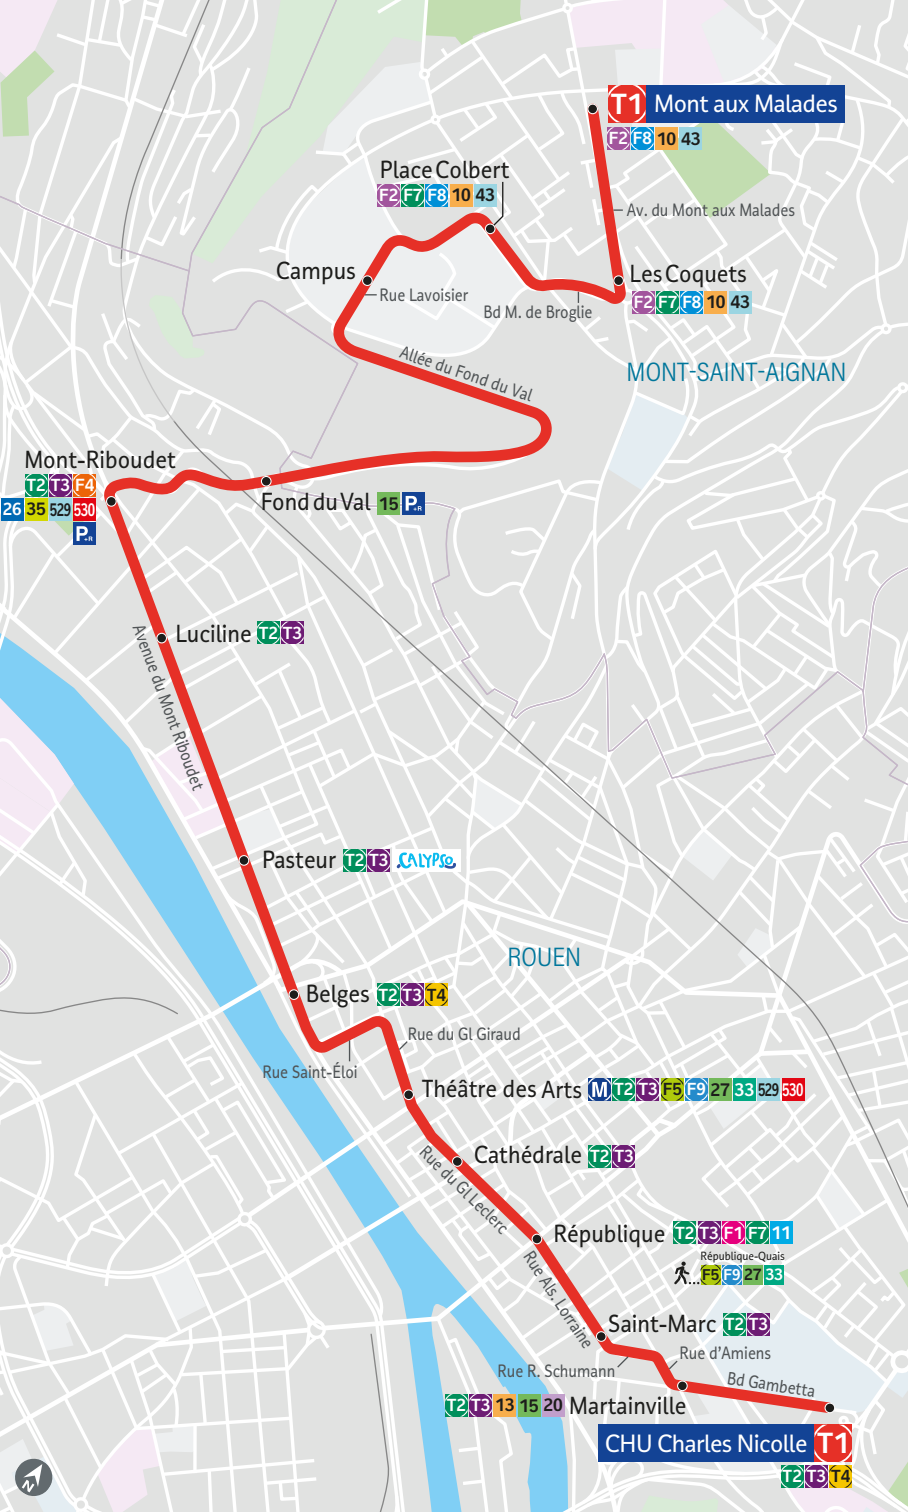 T1 Mont aux Malades
F2 F8 10 43
Place Colbert
F2 F7 F8 10 43
Av. du Mont aux Malades
Campus
Les Coquets
Rue Lavoisier
F2 F7 F8 10 43
Bd M. de Broglie
Allée du Fond du Val
MONT-SAINT-AIGNAN
Mont-Riboudet
T2 T3 F4
26 35 529 530
P+R
Fond du Val 15 P+R
Luciline T2 T3
Avenue du Mont Riboudet
Pasteur T2 T3 CALYPSO
ROUEN
Belges T2 T3 T4
Rue du Gl Giraud
Rue Saint-Éloi
Théâtre des Arts M T2 T3 F5 F9 27 33 529 530
Cathédrale T2 T3
Rue du Gl Leclerc
République T2 T3 F1 F7 11
République-Quais
... F5 F9 27 33
Rue Als. Lorraine
Saint-Marc T2 T3
Rue d'Amiens
Rue R. Schumann
Bd Gambetta
T2 T3 13 15 20 Martainville
CHU Charles Nicolle T1
T2 T3 T4
N